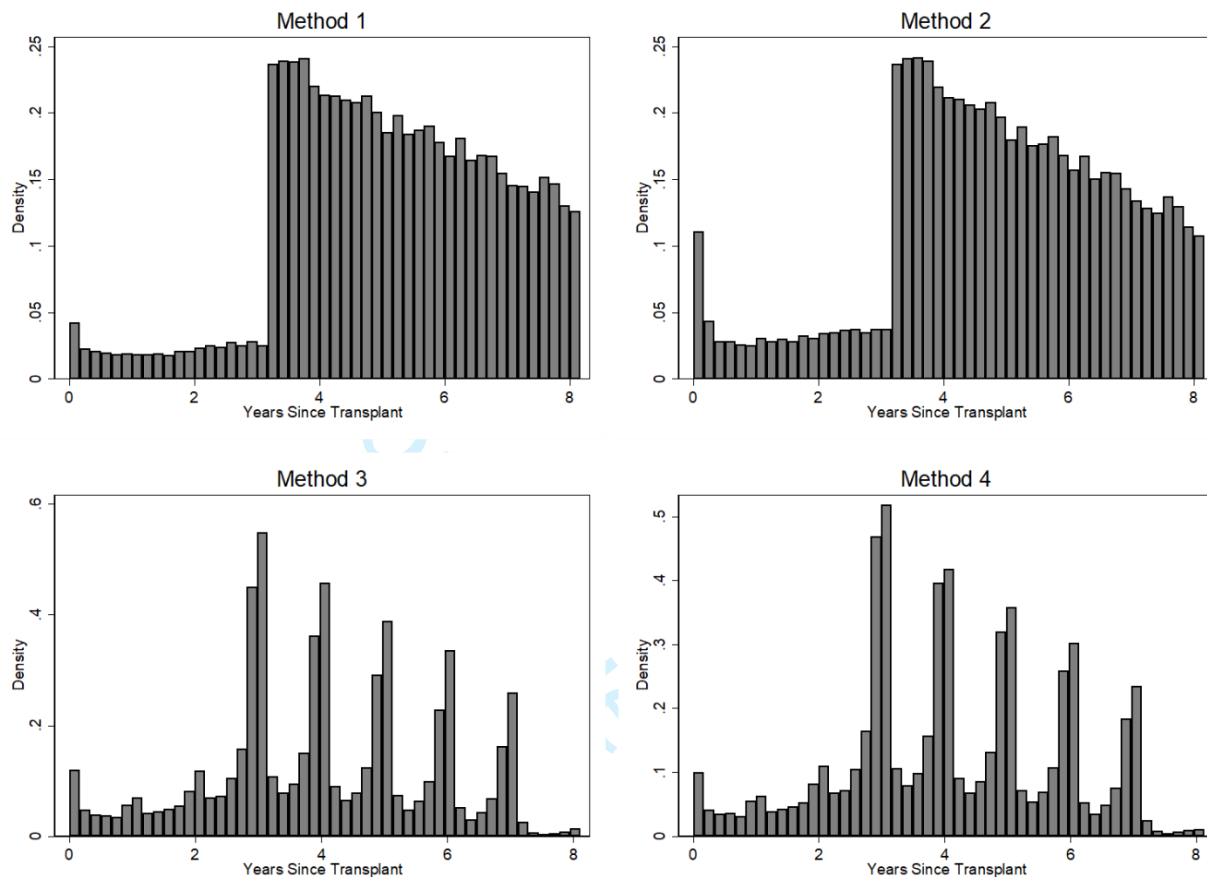 Method 1
Density
0 .05 .1 .15 .2 .25
0 2 4 6 8
Years Since Transplant
Method 2
Density
0 .05 .1 .15 .2 .25
0 2 4 6 8
Years Since Transplant
Method 3
Density
0 .2 .4 .6
0 2 4 6 8
Years Since Transplant
Method 4
Density
0 .1 .2 .3 .4 .5
0 2 4 6 8
Years Since Transplant